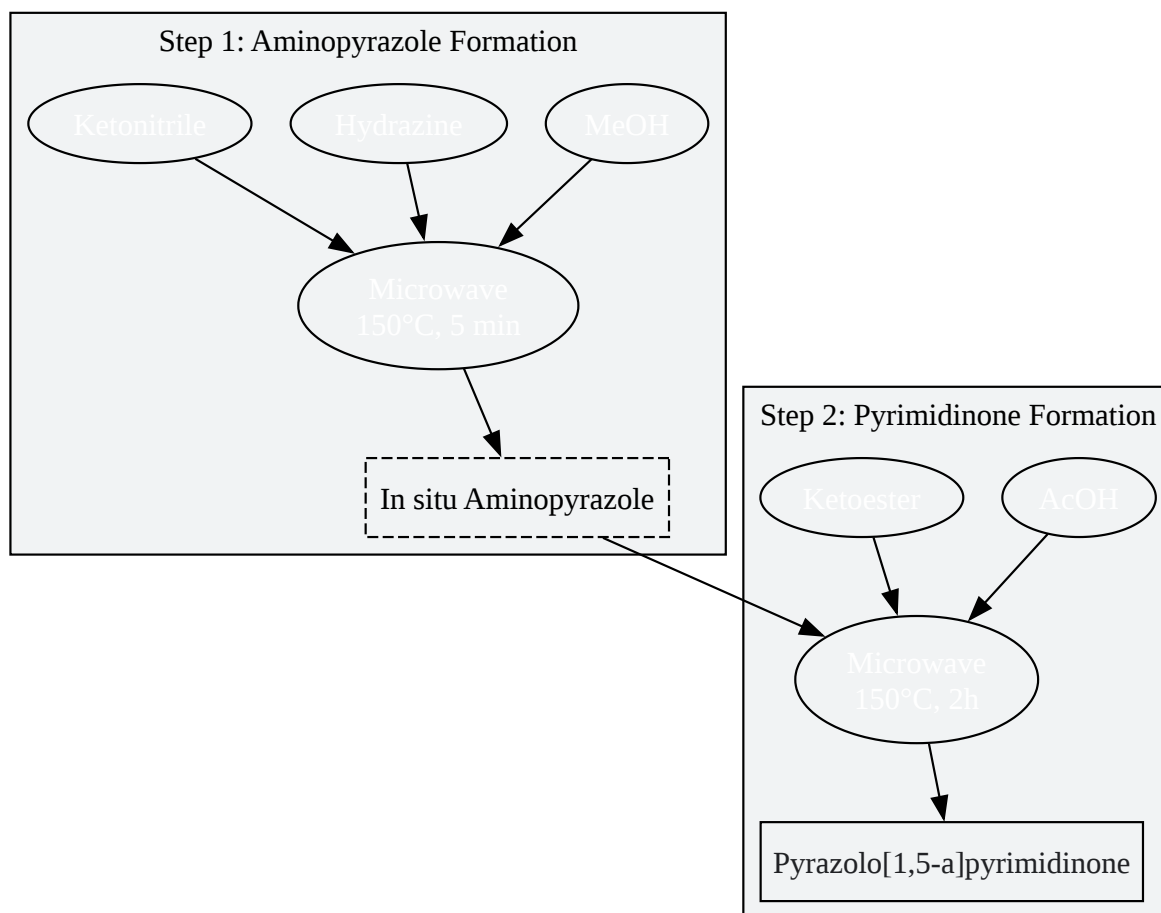 Step 1: Aminopyrazole Formation
Ketonitrile
Hydrazine
MeOH
Microwave
150°C, 5 min
In situ Aminopyrazole
Step 2: Pyrimidinone Formation
Ketoester
AcOH
Microwave
150°C, 2h
Pyrazolo[1,5-a]pyrimidinone